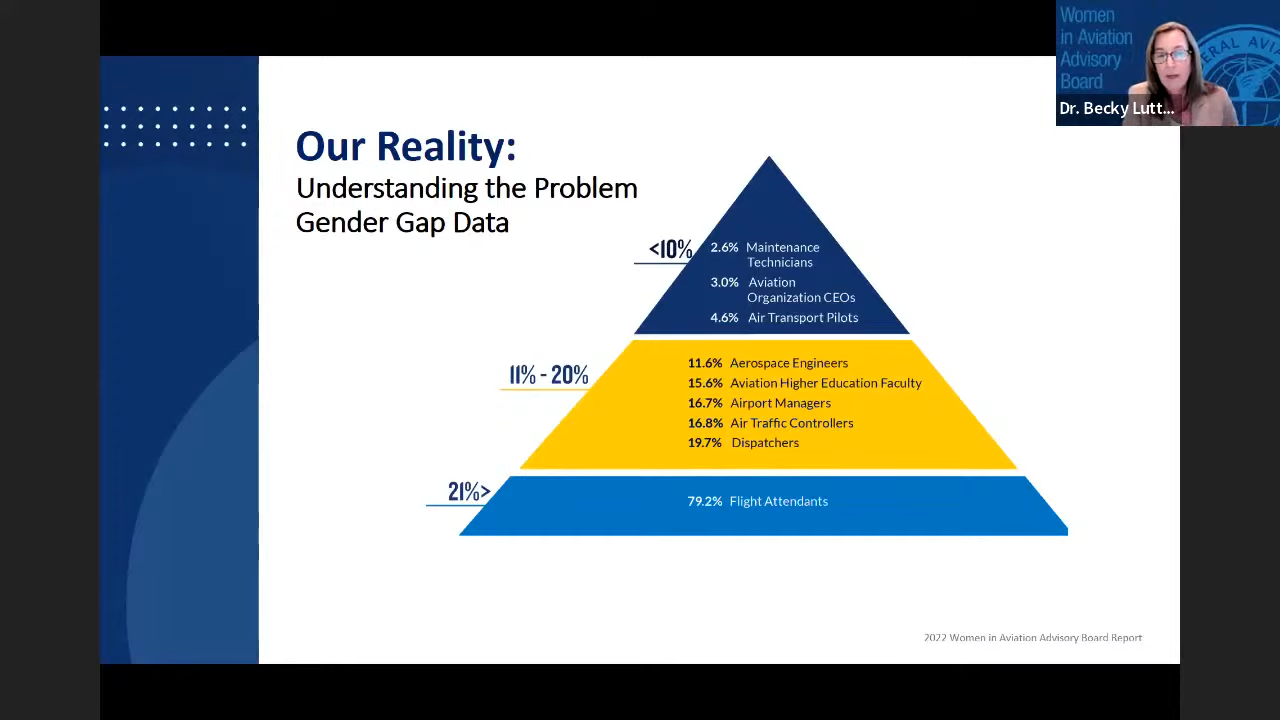 Women
in Aviation
Advisory
Board
ERAL AVIA
Dr. Becky Lutt...
Our Reality:
Understanding the Problem
Gender Gap Data
<10%
2.6% Maintenance
Technicians
3.0% Aviation
Organization CEOs
4.6% Air Transport Pilots
11% - 20%
11.6% Aerospace Engineers
15.6% Aviation Higher Education Faculty
16.7% Airport Managers
16.8% Air Traffic Controllers
19.7% Dispatchers
21%>
79.2% Flight Attendants
2022 Women in Aviation Advisory Board Report